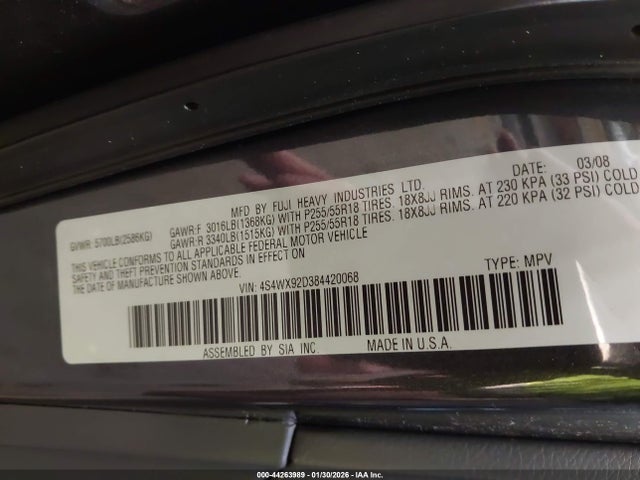 MFD BY FUJI HEAVY INDUSTRIES LTD. DATE: 03/08
GVWR: 5700LB(2586KG) GAWR:F 3016LB(1368KG) WITH P255/55R18 TIRES. 18X8JJ RIMS. AT 230 KPA (33 PSI) COLD
GAWR:R 3340LB(1515KG) WITH P255/55R18 TIRES. 18X8JJ RIMS. AT 220 KPA (32 PSI) COLD
THIS VEHICLE CONFORMS TO ALL APPLICABLE FEDERAL MOTOR VEHICLE
SAFETY AND THEFT PREVENTION STANDARDS IN EFFECT ON
THE DATE OF MANUFACTURE SHOWN ABOVE.
VIN: 4S4WX92D384420068 TYPE: MPV
ASSEMBLED BY SIA INC. MADE IN U.S.A.
000-44263989 - 01/30/2026 - IAA Inc.